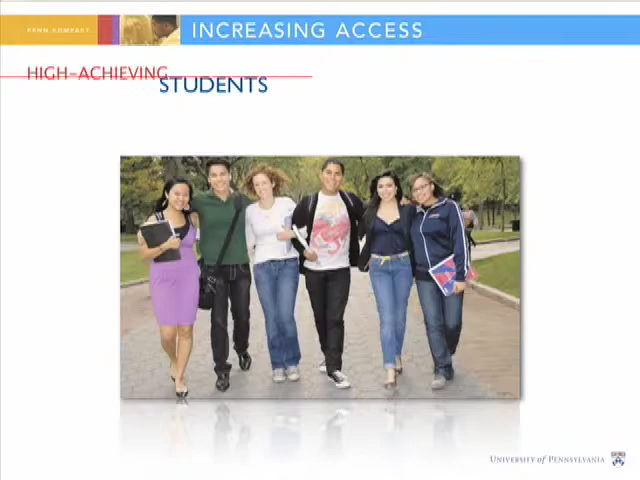 PENN COMPACT
INCREASING ACCESS
HIGH-ACHIEVING
STUDENTS
UNIVERSITY of PENNSYLVANIA